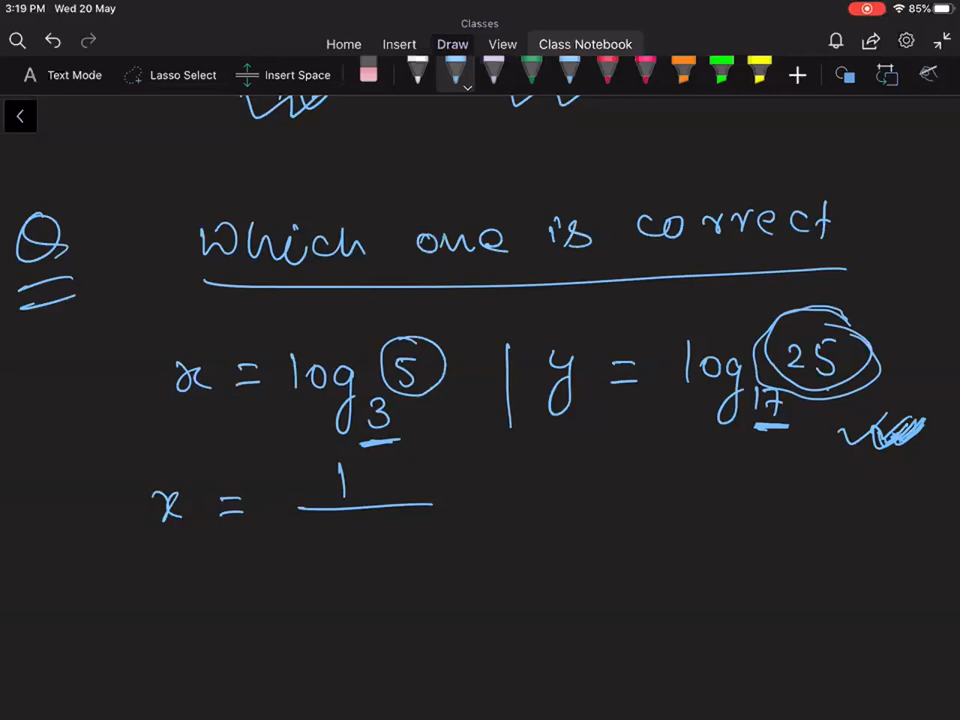 3:19 PM Wed 20 May 85%
Classes
Home Insert Draw View Class Notebook
A Text Mode Lasso Select Insert Space
Q Which one is correct
x = log₃ 5 | y = log₁₇ 25
x = 1